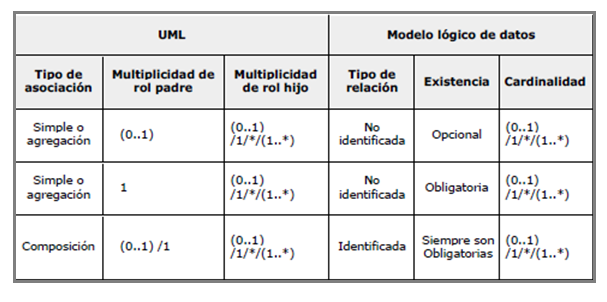 UML Modelo lógico de datos
Tipo de asociación Multiplicidad de rol padre Multiplicidad de rol hijo Tipo de relación Existencia Cardinalidad
Simple o agregación (0..1) (0..1) /1/*/(1..*) No identificada Opcional (0..1) /1/*/(1..*)
Simple o agregación 1 (0..1) /1/*/(1..*) No identificada Obligatoria (0..1) /1/*/(1..*)
Composición (0..1) /1 (0..1) /1/*/(1..*) Identificada Siempre son Obligatorias (0..1) /1/*/(1..*)